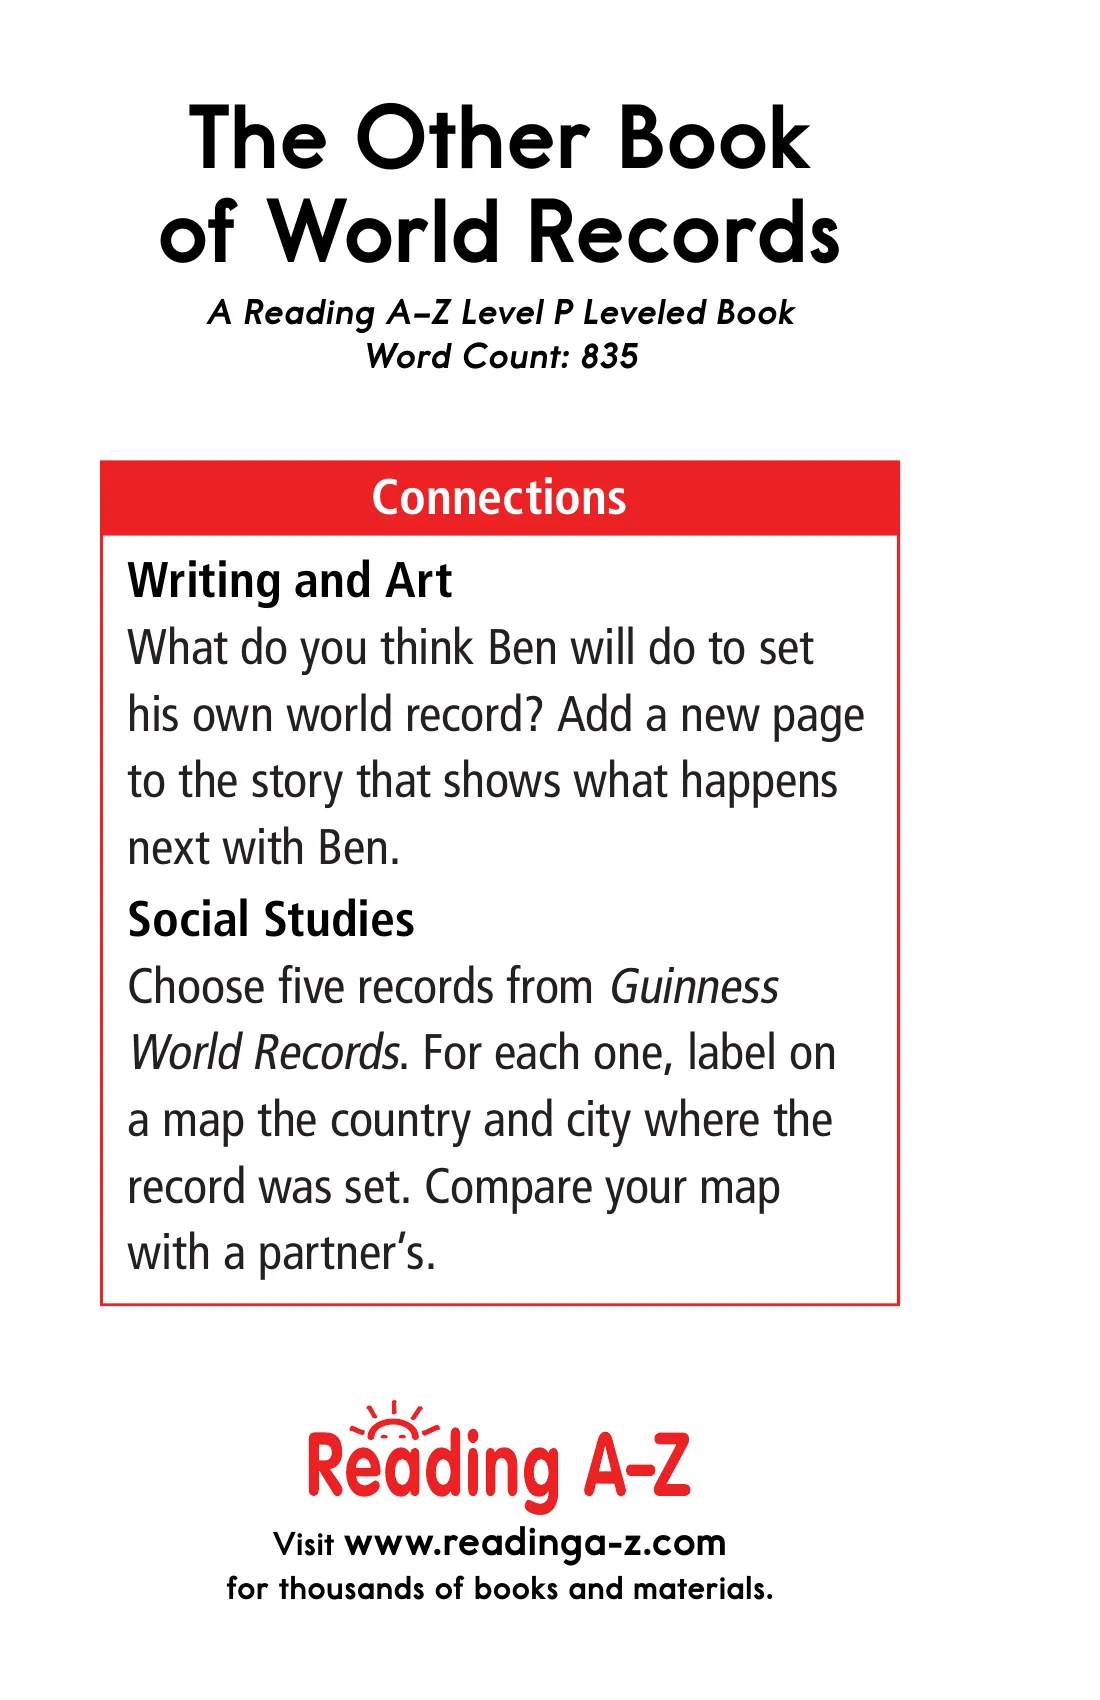 The Other Book
of World Records
A Reading A–Z Level P Leveled Book
Word Count: 835
Connections
Writing and Art
What do you think Ben will do to set
his own world record? Add a new page
to the story that shows what happens
next with Ben.
Social Studies
Choose five records from Guinness
World Records. For each one, label on
a map the country and city where the
record was set. Compare your map
with a partner’s.
Reading A–Z
Visit www.readinga-z.com
for thousands of books and materials.